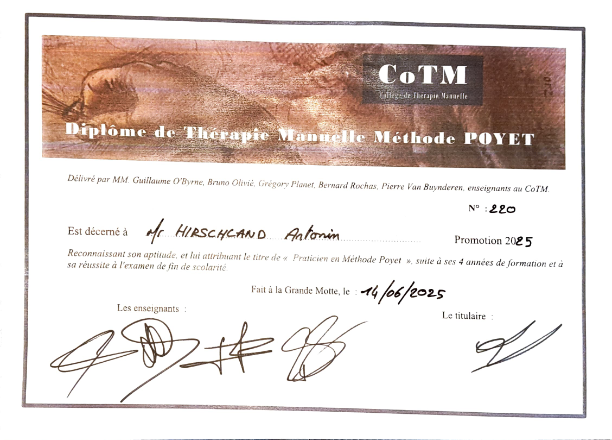 CoTM
Collège de Thérapie Manuelle
Diplôme de Thérapie Manuelle Méthode POYET
Délivré par MM. Guillaume O'Byrne, Bruno Olivié, Grégory Planet, Bernard Rochas, Pierre Van Buynderen, enseignants au CoTM.
N° : 220
Est décerné à Mr HIRSCHLAND Antonin Promotion 2025
Reconnaissant son aptitude, et lui attribuant le titre de « Praticien en Méthode Poyet », suite à ses 4 années de formation et à
sa réussite à l'examen de fin de scolarité.
Fait à la Grande Motte, le : 14/06/2025
Les enseignants :
Le titulaire :